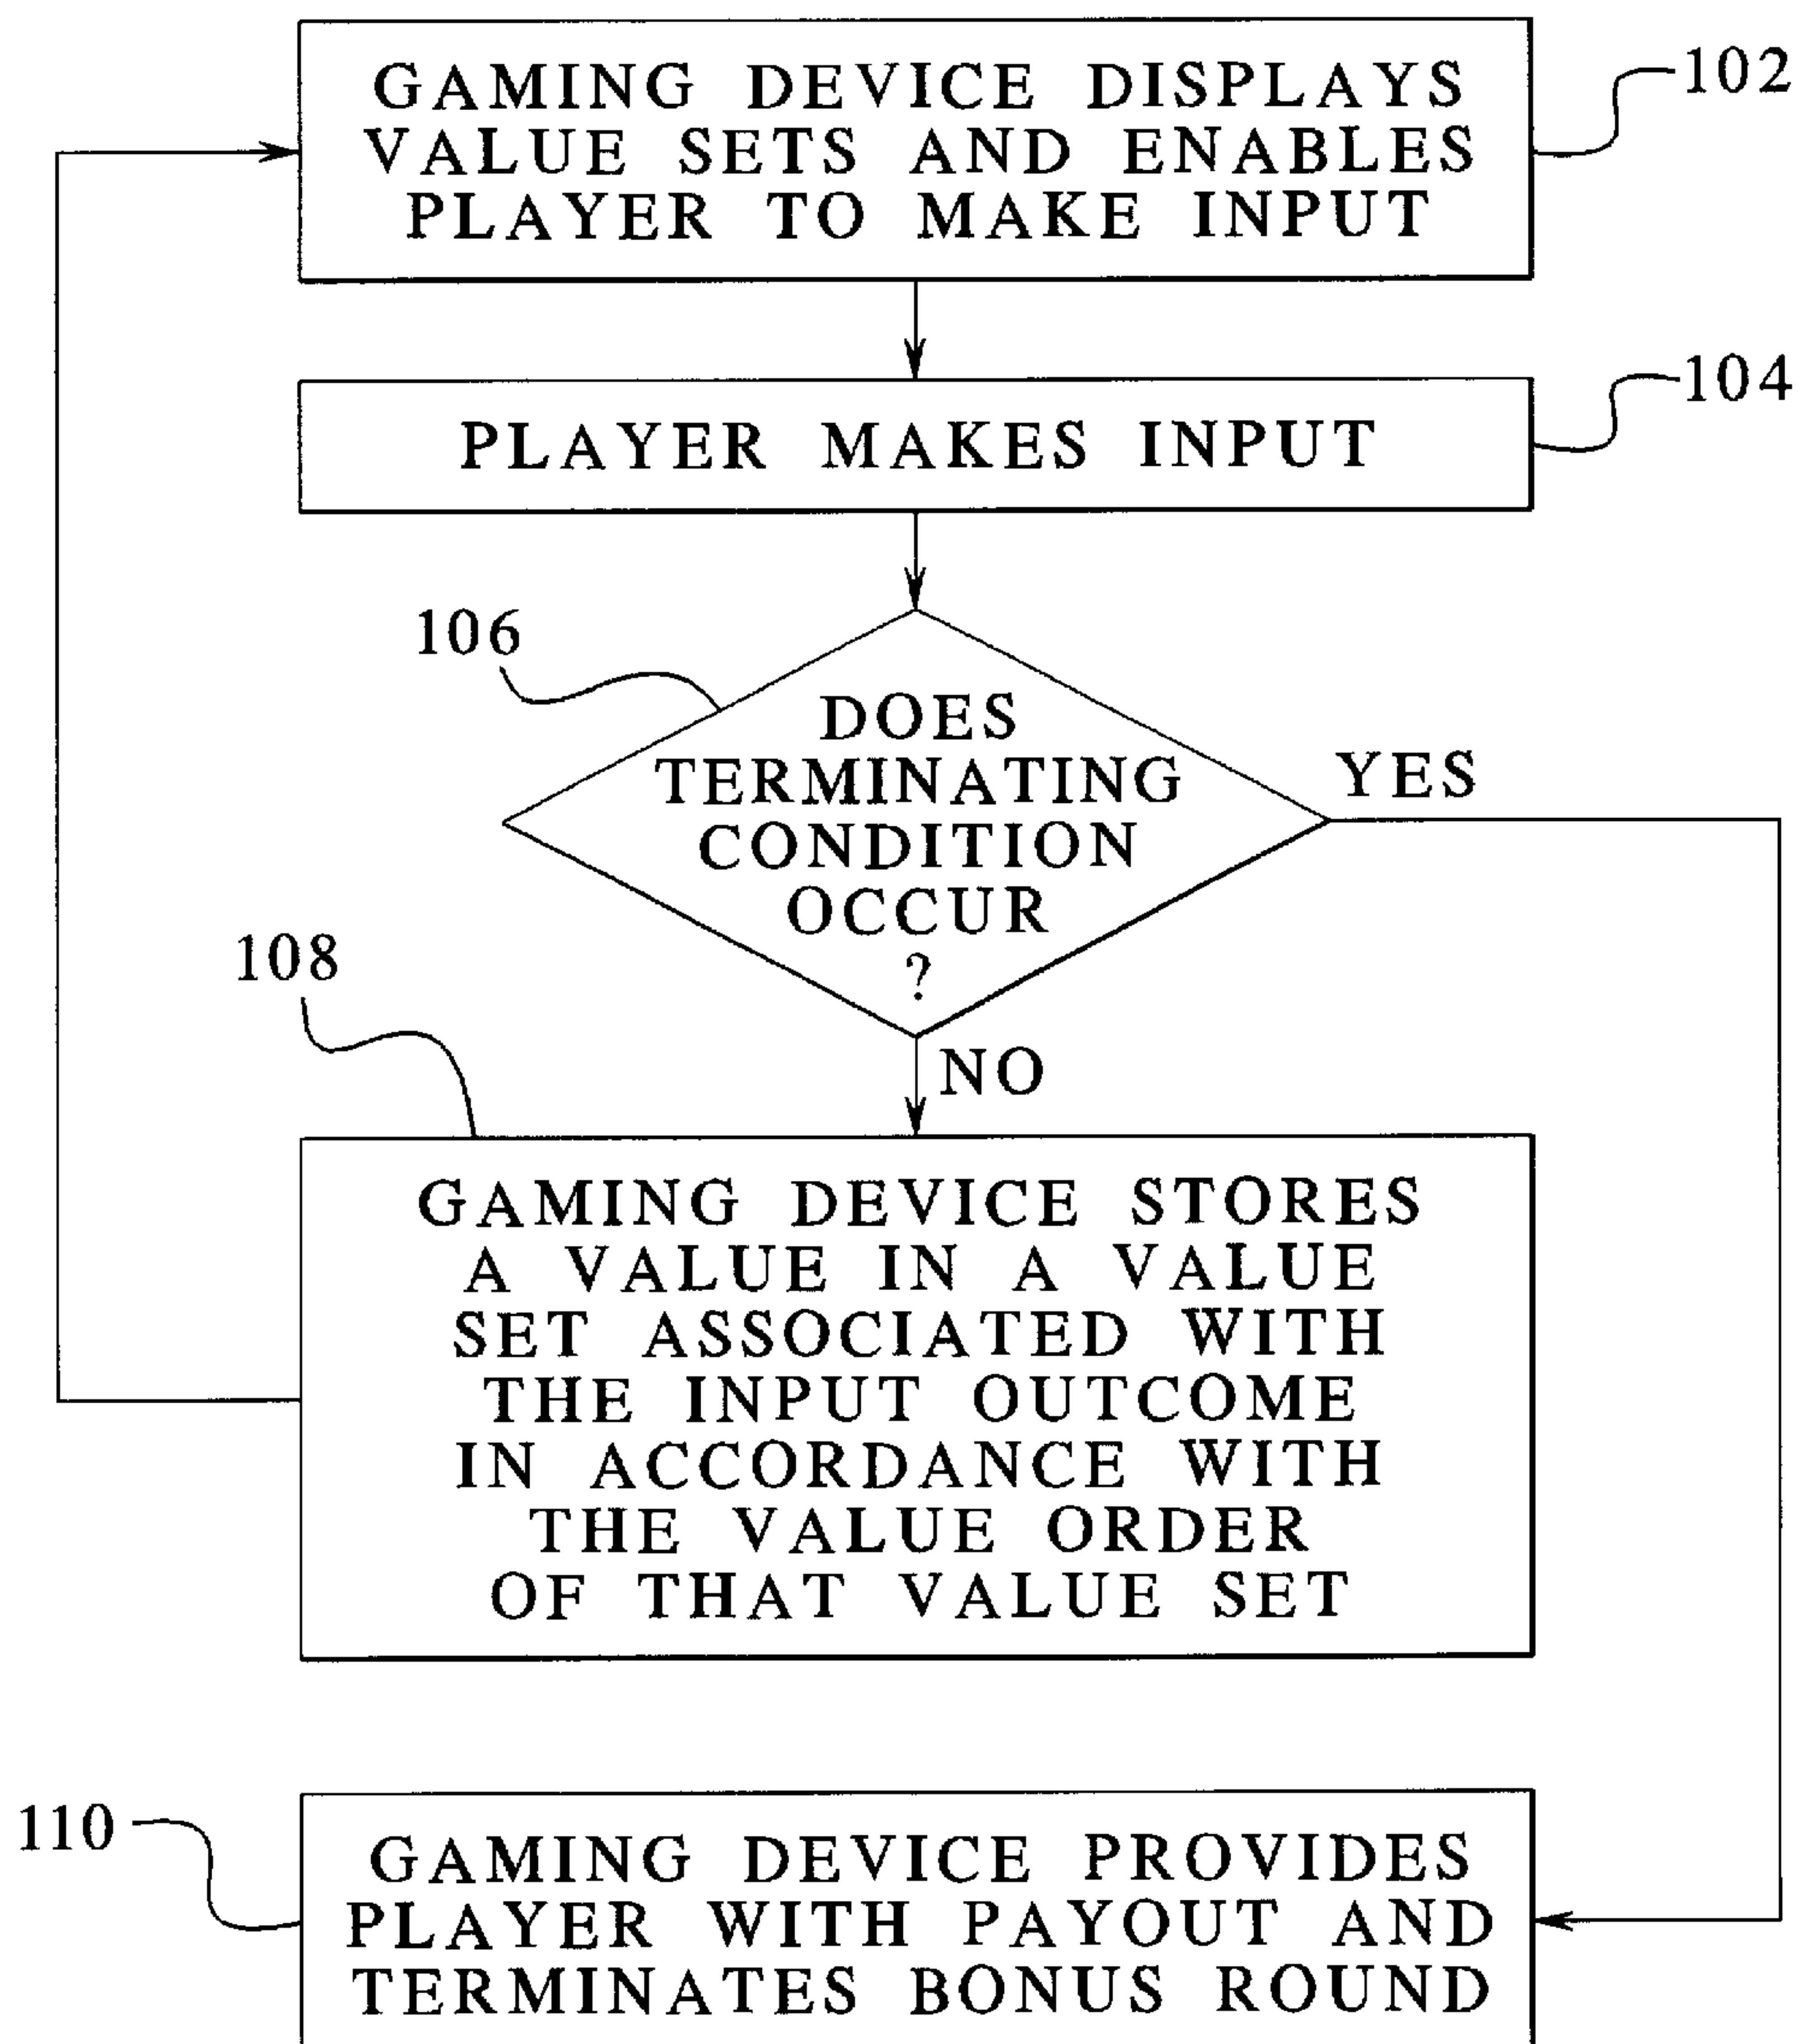 GAMING DEVICE DISPLAYS
VALUE SETS AND ENABLES
PLAYER TO MAKE INPUT
102
PLAYER MAKES INPUT
104
106
DOES
TERMINATING
CONDITION
OCCUR
?
YES
NO
108
GAMING DEVICE STORES
A VALUE IN A VALUE
SET ASSOCIATED WITH
THE INPUT OUTCOME
IN ACCORDANCE WITH
THE VALUE ORDER
OF THAT VALUE SET
110
GAMING DEVICE PROVIDES
PLAYER WITH PAYOUT AND
TERMINATES BONUS ROUND